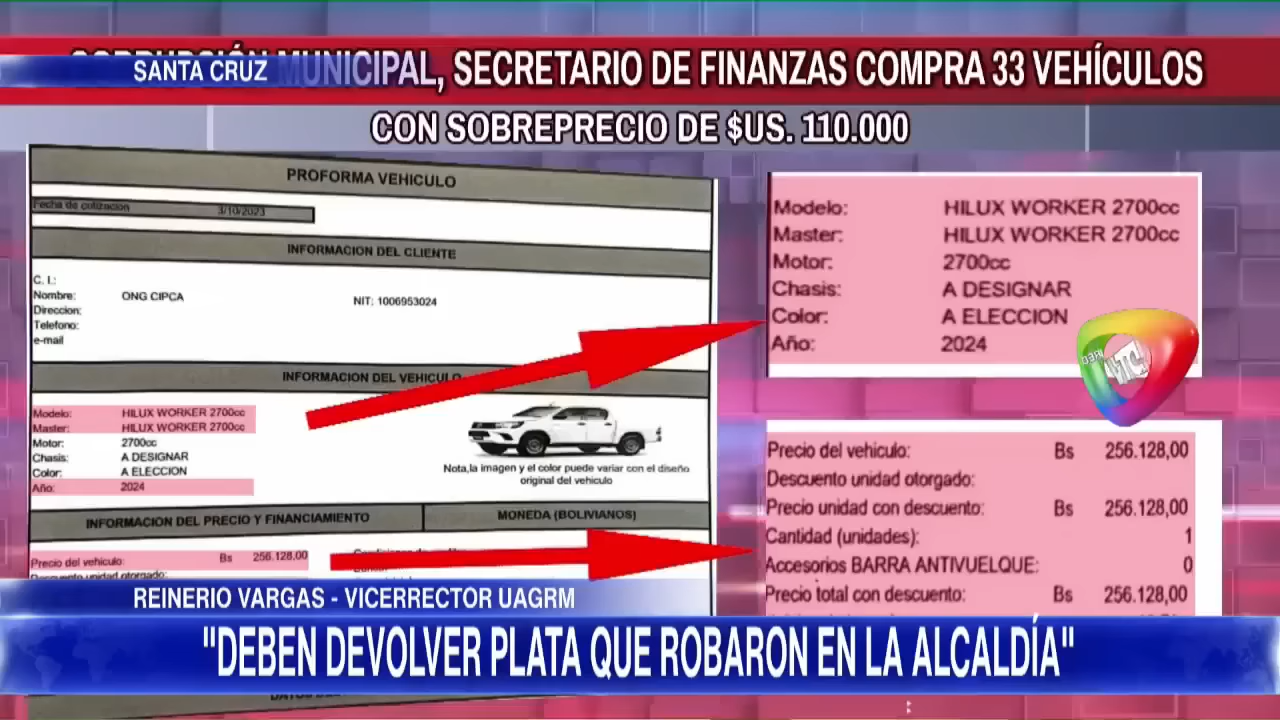 MUNICIPAL, SECRETARIO DE FINANZAS COMPRA 33 VEHÍCULOS
SANTA CRUZ
CON SOBREPRECIO DE $US. 110.000
PROFORMA VEHICULO
Fecha de cotizacion 3/10/2023
INFORMACION DEL CLIENTE
C. I.:
Nombre: ONG CIPCA NIT: 1006953024
Direccion:
Telefono:
e-mail
INFORMACION DEL VEHICULO
Modelo: HILUX WORKER 2700cc
Master: HILUX WORKER 2700cc
Motor: 2700cc
Chasis: A DESIGNAR
Color: A ELECCION
Año: 2024
Nota,la imagen y el color puede variar con el diseño
original del vehiculo
INFORMACION DEL PRECIO Y FINANCIAMIENTO
MONEDA (BOLIVIANOS)
Precio del vehiculo: Bs 256.128,00
Descuento unidad otorgado:
Modelo: HILUX WORKER 2700cc
Master: HILUX WORKER 2700cc
Motor: 2700cc
Chasis: A DESIGNAR
Color: A ELECCION
Año: 2024
Precio del vehiculo: Bs 256.128,00
Descuento unidad otorgado:
Precio unidad con descuento: Bs 256.128,00
Cantidad (unidades): 1
Accesorios BARRA ANTIVUELQUE: 0
Precio total con descuento: Bs 256.128,00
REINERIO VARGAS - VICERRECTOR UAGRM
"DEBEN DEVOLVER PLATA QUE ROBARON EN LA ALCALDÍA"